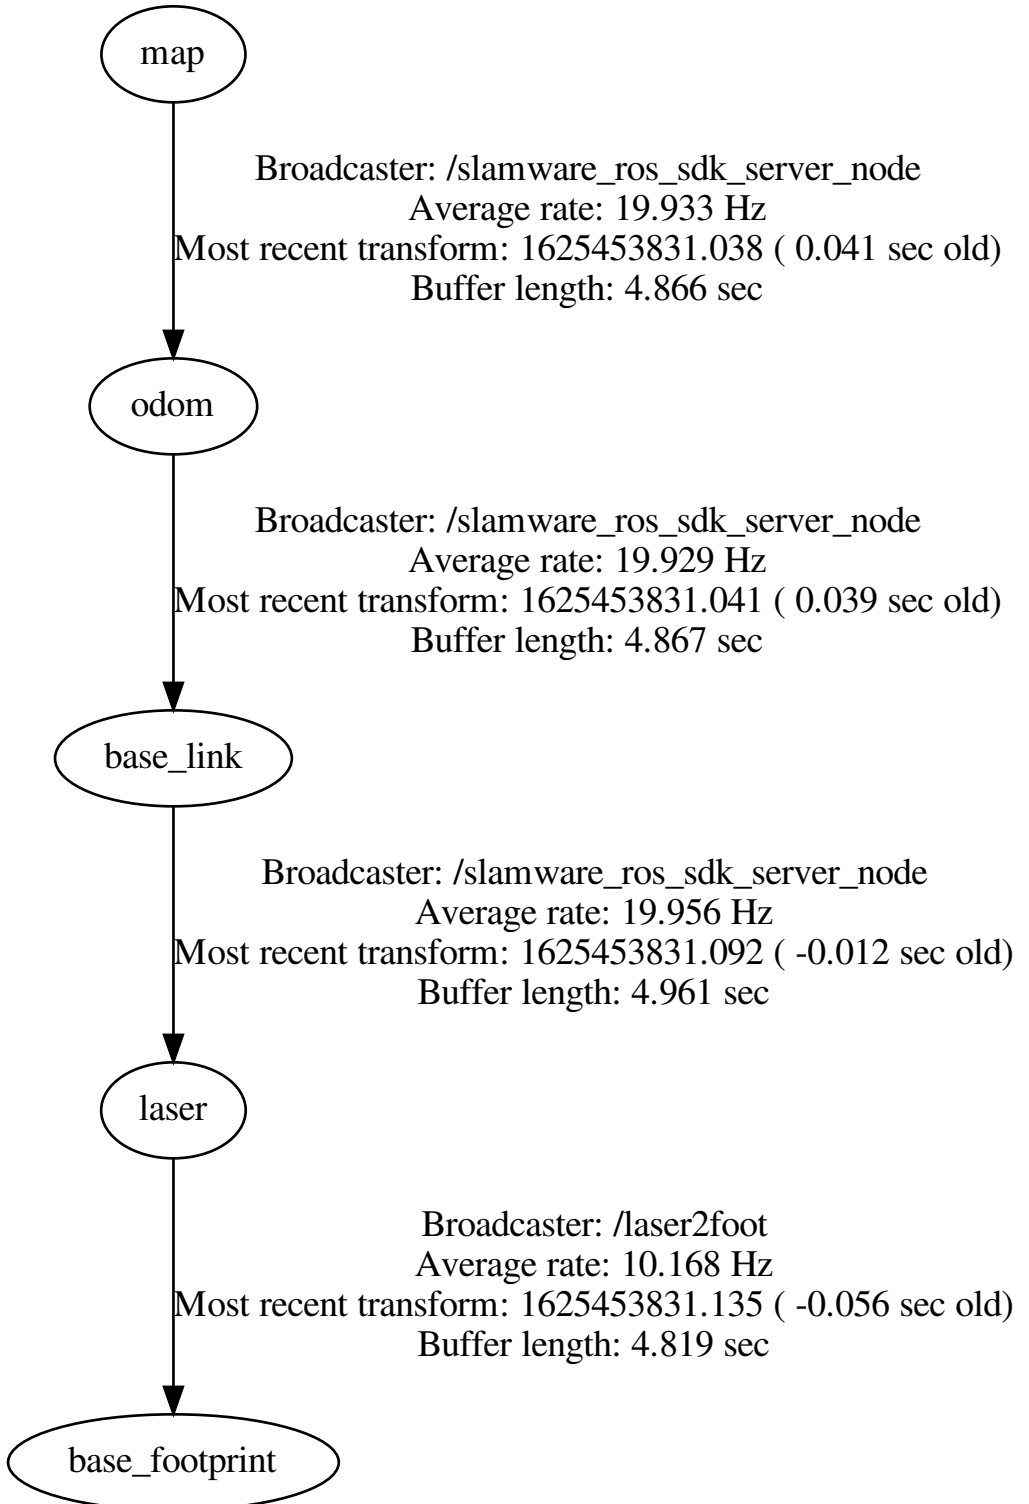 map
Broadcaster: /slamware_ros_sdk_server_node
Average rate: 19.933 Hz
Most recent transform: 1625453831.038 ( 0.041 sec old)
Buffer length: 4.866 sec
odom
Broadcaster: /slamware_ros_sdk_server_node
Average rate: 19.929 Hz
Most recent transform: 1625453831.041 ( 0.039 sec old)
Buffer length: 4.867 sec
base_link
Broadcaster: /slamware_ros_sdk_server_node
Average rate: 19.956 Hz
Most recent transform: 1625453831.092 ( -0.012 sec old)
Buffer length: 4.961 sec
laser
Broadcaster: /laser2foot
Average rate: 10.168 Hz
Most recent transform: 1625453831.135 ( -0.056 sec old)
Buffer length: 4.819 sec
base_footprint